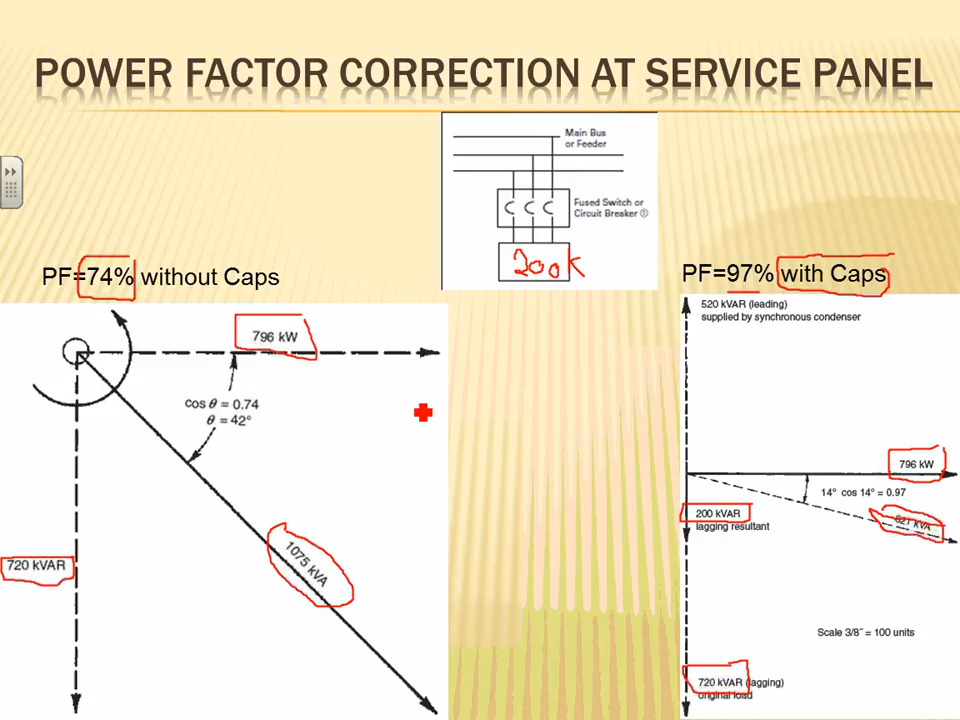 POWER FACTOR CORRECTION AT SERVICE PANEL
Main Bus
or Feeder
Fused Switch or
Circuit Breaker ①
200k
PF=74% without Caps
796 kW
cos θ = 0.74
θ = 42°
1075 kVA
720 kVAR
PF=97% with Caps
520 kVAR (leading)
supplied by synchronous condenser
796 kW
14° cos 14° = 0.97
200 kVAR
lagging resultant
821 kVA
Scale 3/8" = 100 units
720 kVAR (lagging)
original load